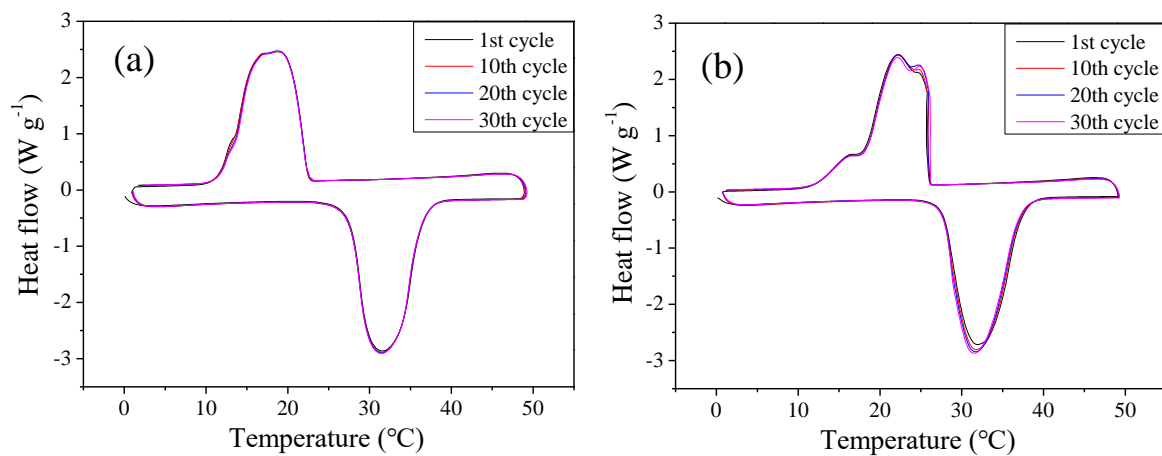 (a)
1st cycle
10th cycle
20th cycle
30th cycle
3
2
1
0
-1
-2
-3
Heat flow (W g⁻¹)
0 10 20 30 40 50
Temperature (℃)
(b)
1st cycle
10th cycle
20th cycle
30th cycle
3
2
1
0
-1
-2
-3
Heat flow (W g⁻¹)
0 10 20 30 40 50
Temperature (℃)